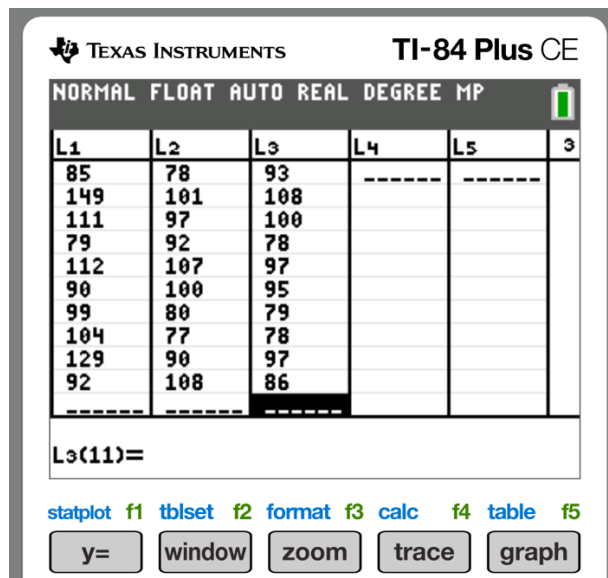 TEXAS INSTRUMENTS TI-84 Plus CE
NORMAL FLOAT AUTO REAL DEGREE MP
L1 L2 L3 L4 L5 3
85 78 93 ------ ------
149 101 108
111 97 100
79 92 78
112 107 97
90 100 95
99 80 79
104 77 78
129 90 97
92 108 86
------ ------ ------
L3(11)=
statplot f1 tblset f2 format f3 calc f4 table f5
y= window zoom trace graph